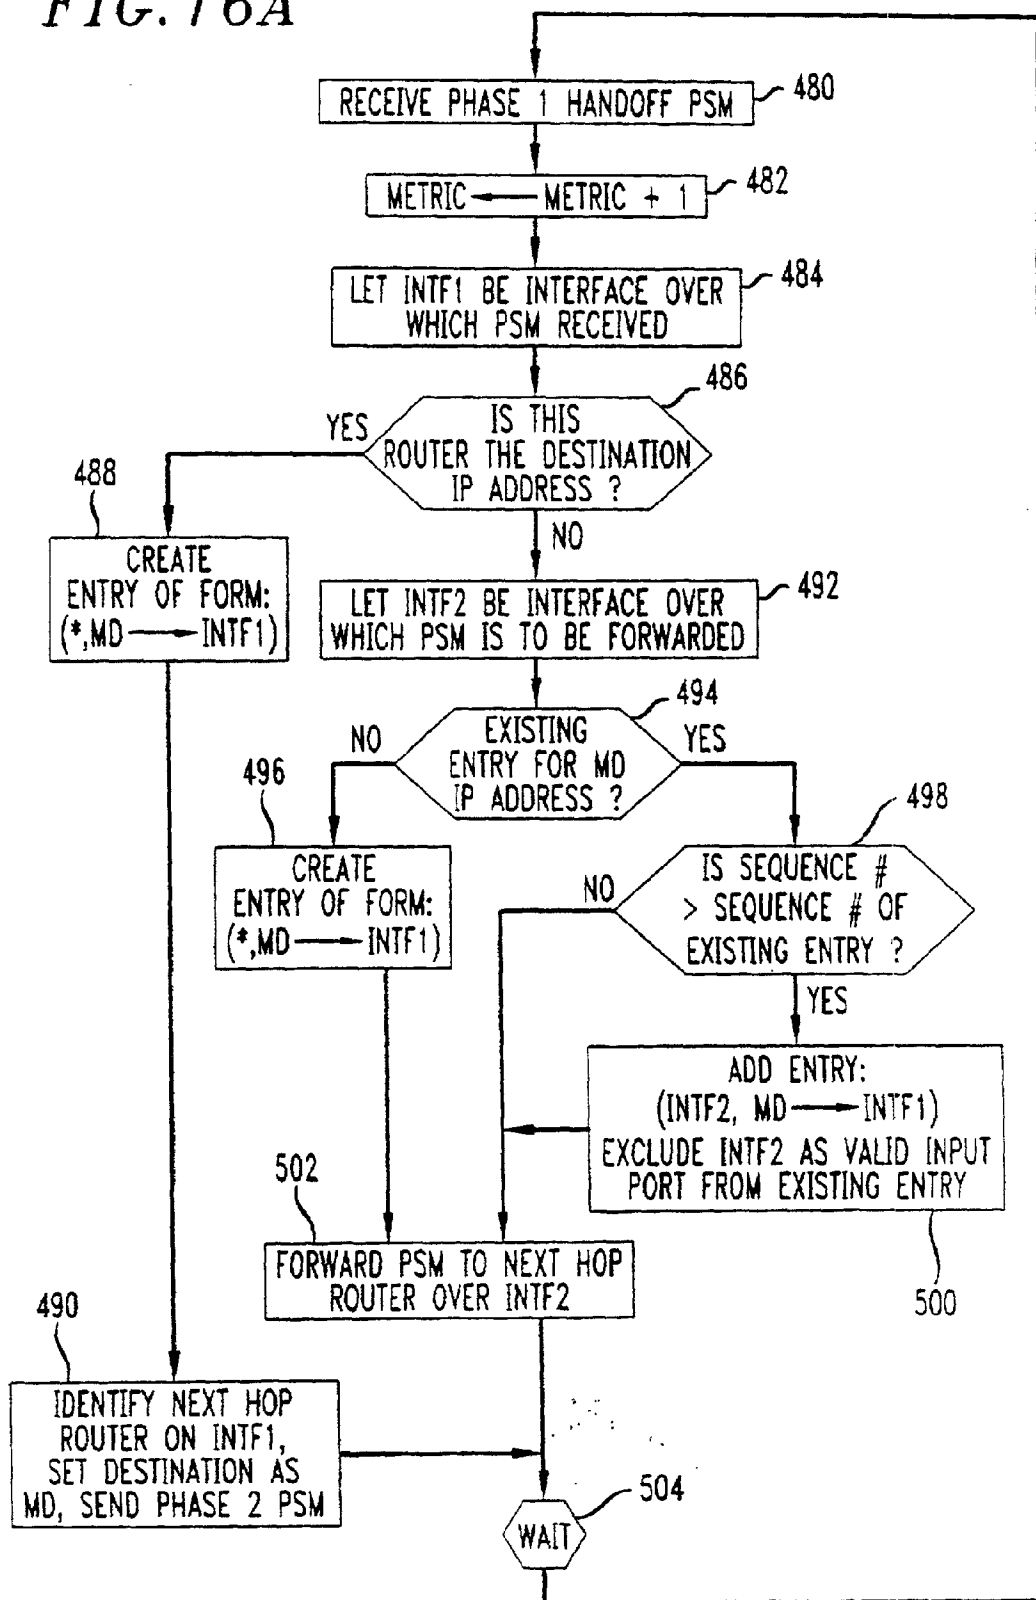 FIG. 16A
RECEIVE PHASE 1 HANDOFF PSM
480
METRIC ← METRIC + 1
482
LET INTF1 BE INTERFACE OVER
WHICH PSM RECEIVED
484
IS THIS
ROUTER THE DESTINATION
IP ADDRESS ?
486
YES
NO
488
CREATE
ENTRY OF FORM:
(*,MD → INTF1)
LET INTF2 BE INTERFACE OVER
WHICH PSM IS TO BE FORWARDED
492
EXISTING
ENTRY FOR MD
IP ADDRESS ?
494
NO
YES
496
CREATE
ENTRY OF FORM:
(*,MD → INTF1)
IS SEQUENCE #
> SEQUENCE # OF
EXISTING ENTRY ?
498
NO
YES
ADD ENTRY:
(INTF2, MD → INTF1)
EXCLUDE INTF2 AS VALID INPUT
PORT FROM EXISTING ENTRY
500
502
FORWARD PSM TO NEXT HOP
ROUTER OVER INTF2
490
IDENTIFY NEXT HOP
ROUTER ON INTF1,
SET DESTINATION AS
MD, SEND PHASE 2 PSM
WAIT
504